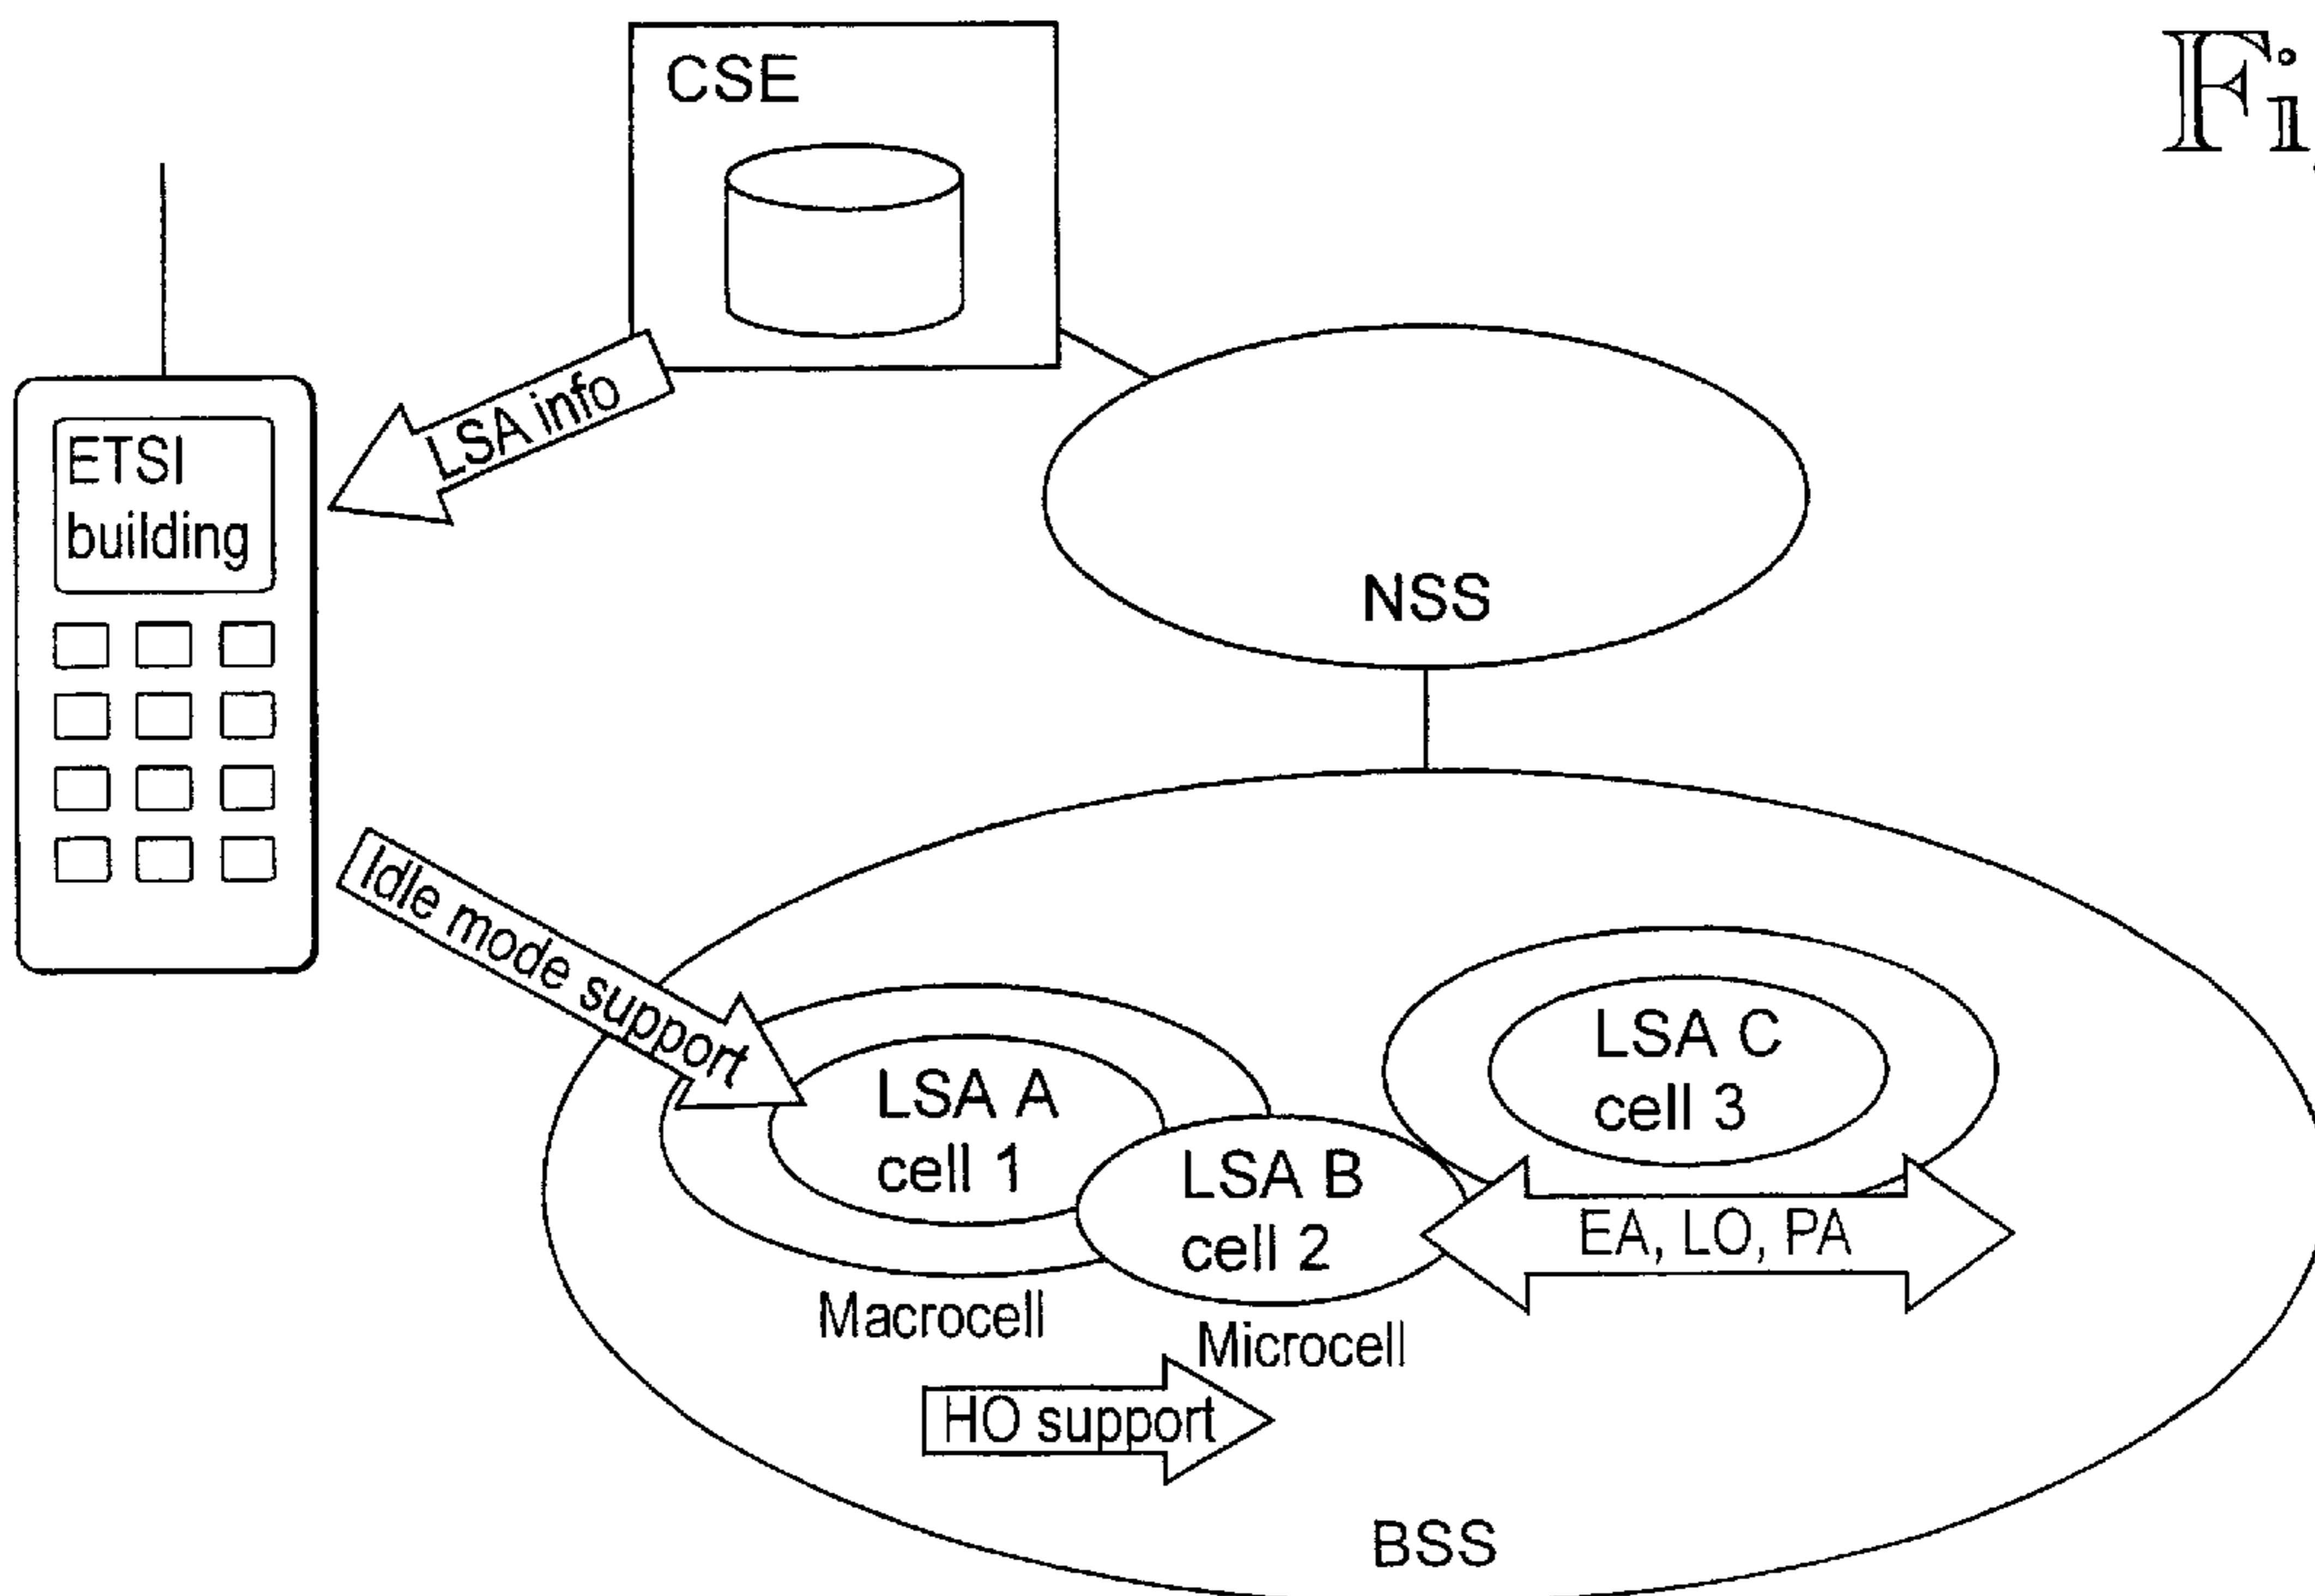 CSE
Fi
LSA info
ETSI
building
NSS
Idle mode support
LSA A
cell 1
LSA B
cell 2
LSA C
cell 3
EA, LO, PA
Macrocell
Microcell
HO support
BSS